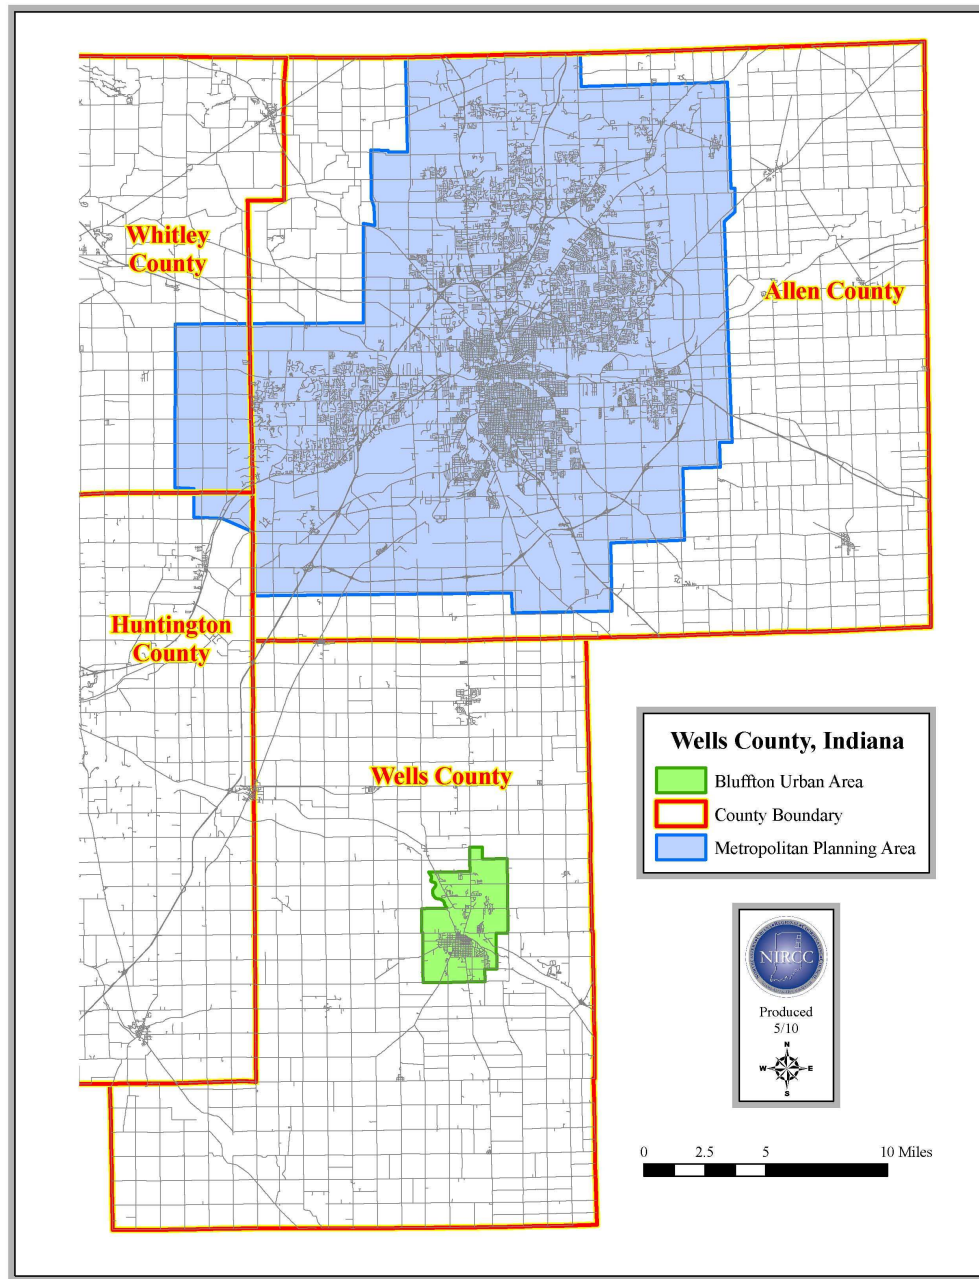 Whitley
County
Allen County
Huntington
County
Wells County
Wells County, Indiana
Bluffton Urban Area
County Boundary
Metropolitan Planning Area
NIRCC
Produced
5/10
N
W E
S
0 2.5 5 10 Miles